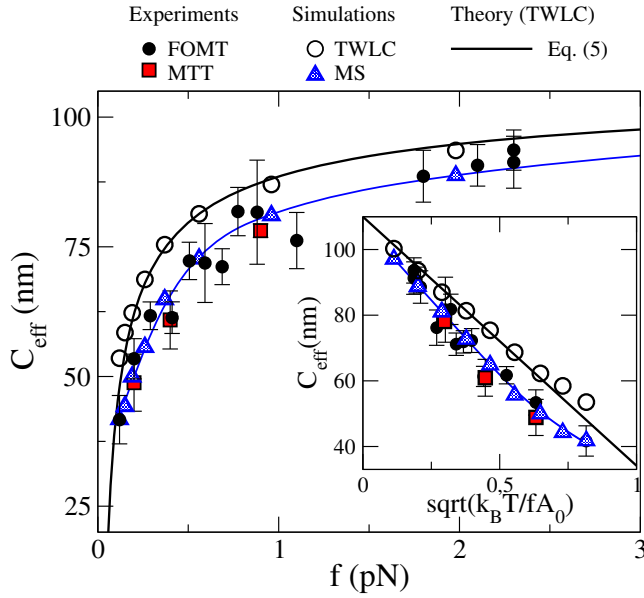 Experiments Simulations Theory (TWLC)
FOMT TWLC Eq. (5)
MTT MS
100
75
50
25
C_eff (nm)
0 1 2 3
f (pN)
100
80
60
40
C_eff (nm)
0 0,5 1
sqrt(k_BT/fA_0)